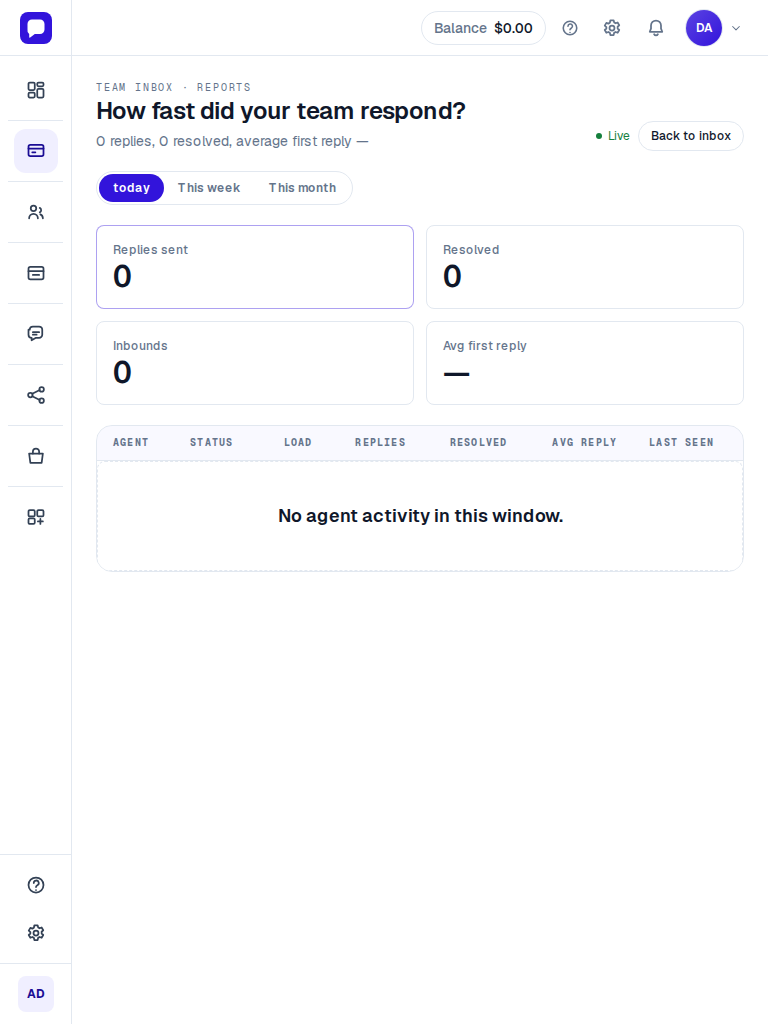 Balance $0.00
DA
TEAM INBOX · REPORTS
How fast did your team respond?
0 replies, 0 resolved, average first reply —
Live
Back to inbox
today
This week
This month
Replies sent
0
Resolved
0
Inbounds
0
Avg first reply
—
AGENT STATUS LOAD REPLIES RESOLVED AVG REPLY LAST SEEN
No agent activity in this window.
AD